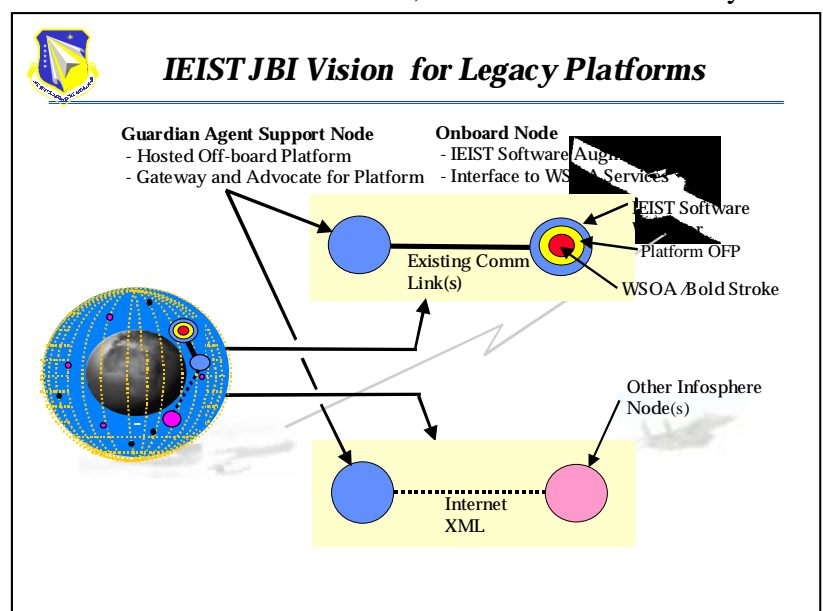 IEIST JBI Vision for Legacy Platforms
Guardian Agent Support Node
- Hosted Off-board Platform
- Gateway and Advocate for Platform
Onboard Node
- IEIST Software
- Interface to Services
IEIST Software
Platform OFP
WSOA /Bold Stroke
Existing Comm
Link(s)
Other Infosphere
Node(s)
Internet
XML